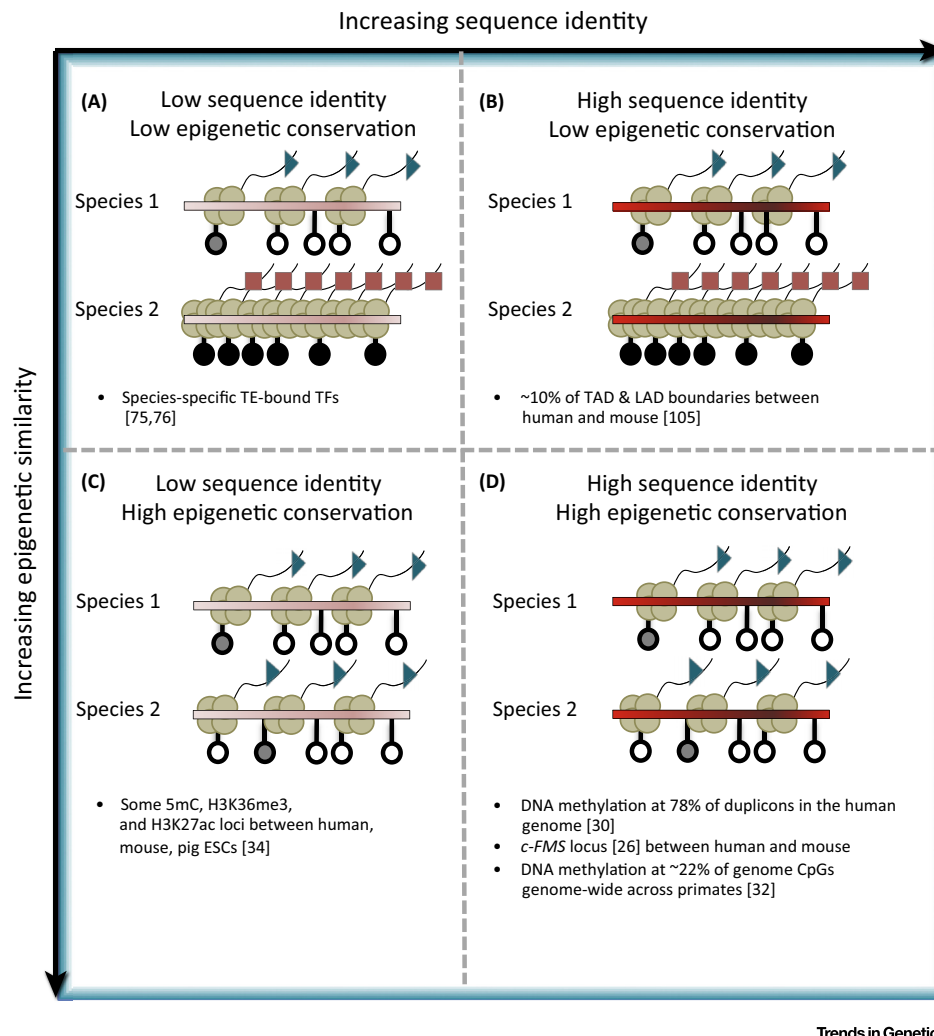 Increasing sequence identity
Increasing epigenetic similarity
(A)
Low sequence identity
Low epigenetic conservation
Species 1
Species 2
• Species-specific TE-bound TFs
[75,76]
(B)
High sequence identity
Low epigenetic conservation
Species 1
Species 2
• ~10% of TAD & LAD boundaries between
human and mouse [105]
(C)
Low sequence identity
High epigenetic conservation
Species 1
Species 2
• Some 5mC, H3K36me3,
and H3K27ac loci between human,
mouse, pig ESCs [34]
(D)
High sequence identity
High epigenetic conservation
Species 1
Species 2
• DNA methylation at 78% of duplicons in the human
genome [30]
• c-FMS locus [26] between human and mouse
• DNA methylation at ~22% of genome CpGs
genome-wide across primates [32]
Trends in Genetic